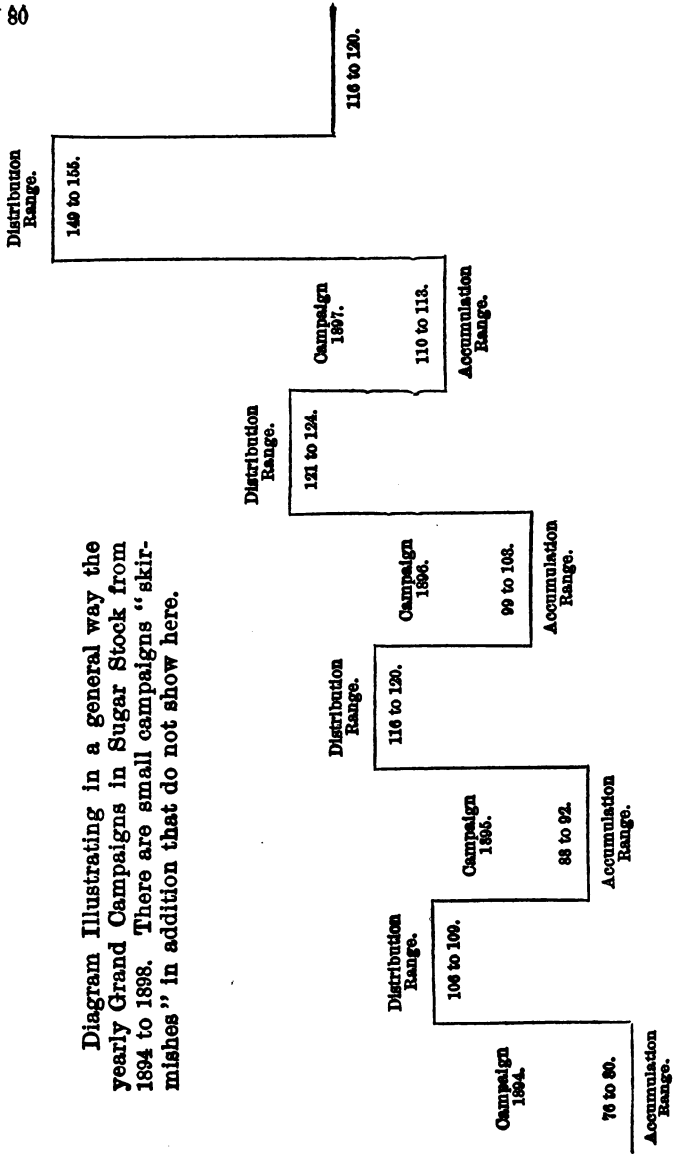 80
Diagram Illustrating in a general way the
yearly Grand Campaigns in Sugar Stock from
1894 to 1898. There are small campaigns “ skir-
mishes ” in addition that do not show here.
Campaign
1894.
76 to 80.
Accumulation
Range.
Distribution
Range.
106 to 109.
Campaign
1895.
88 to 92.
Accumulation
Range.
Distribution
Range.
116 to 120.
Campaign
1896.
99 to 103.
Accumulation
Range.
Distribution
Range.
121 to 124.
Campaign
1897.
110 to 113.
Accumulation
Range.
Distribution
Range.
149 to 155.
116 to 120.